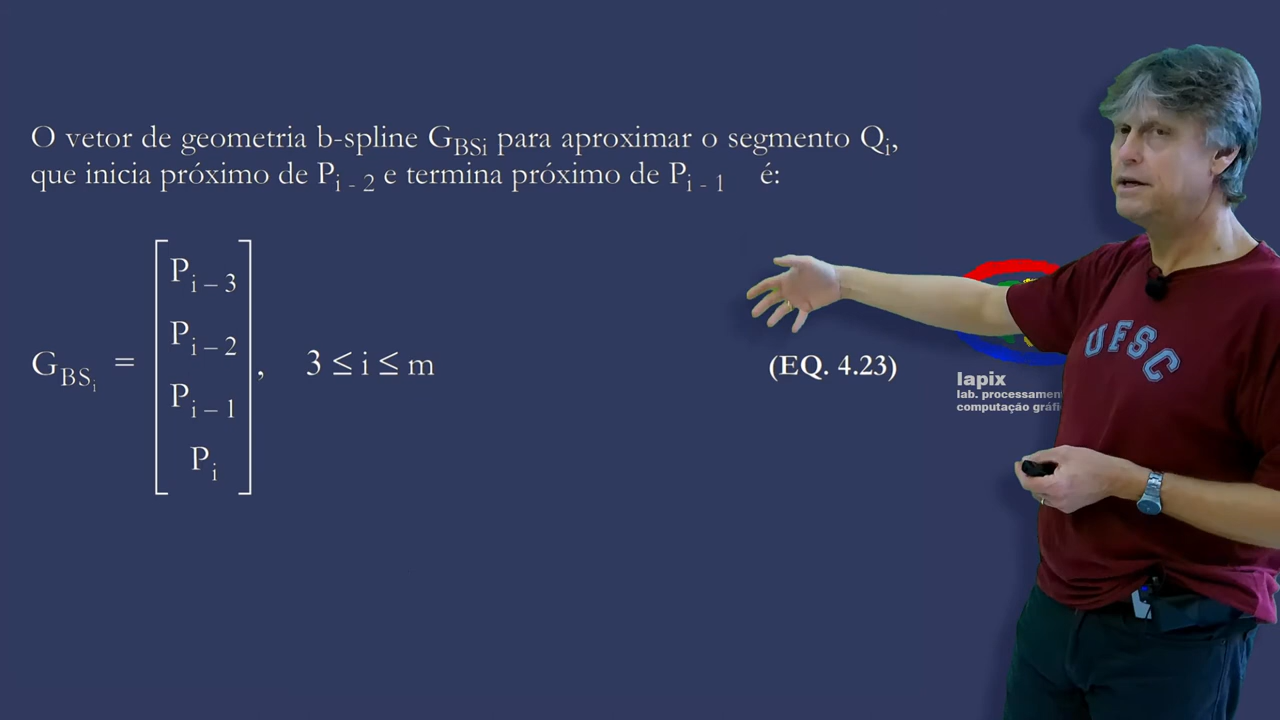 O vetor de geometria b-spline G_BSi para aproximar o segmento Q_i,
que inicia próximo de P_i - 2 e termina próximo de P_i - 1 é:
P_i – 3
P_i – 2
G_BS_i = , 3 ≤ i ≤ m (EQ. 4.23)
P_i – 1
P_i
lapix
lab.
UFSC